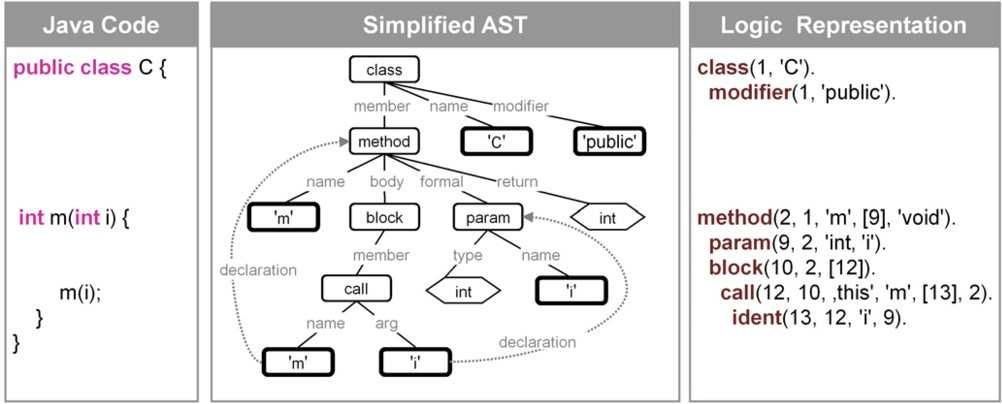 Java Code
public class C {
int m(int i) {
m(i);
}
}
Simplified AST
class
member name modifier
method 'C' 'public'
name body formal return
'm' block param int
member type name
declaration
call int 'i'
name arg
declaration
'm' 'i'
Logic Representation
class(1, 'C').
modifier(1, 'public').
method(2, 1, 'm', [9], 'void').
param(9, 2, 'int, 'i').
block(10, 2, [12]).
call(12, 10, ‚this', 'm', [13], 2).
ident(13, 12, 'i', 9).